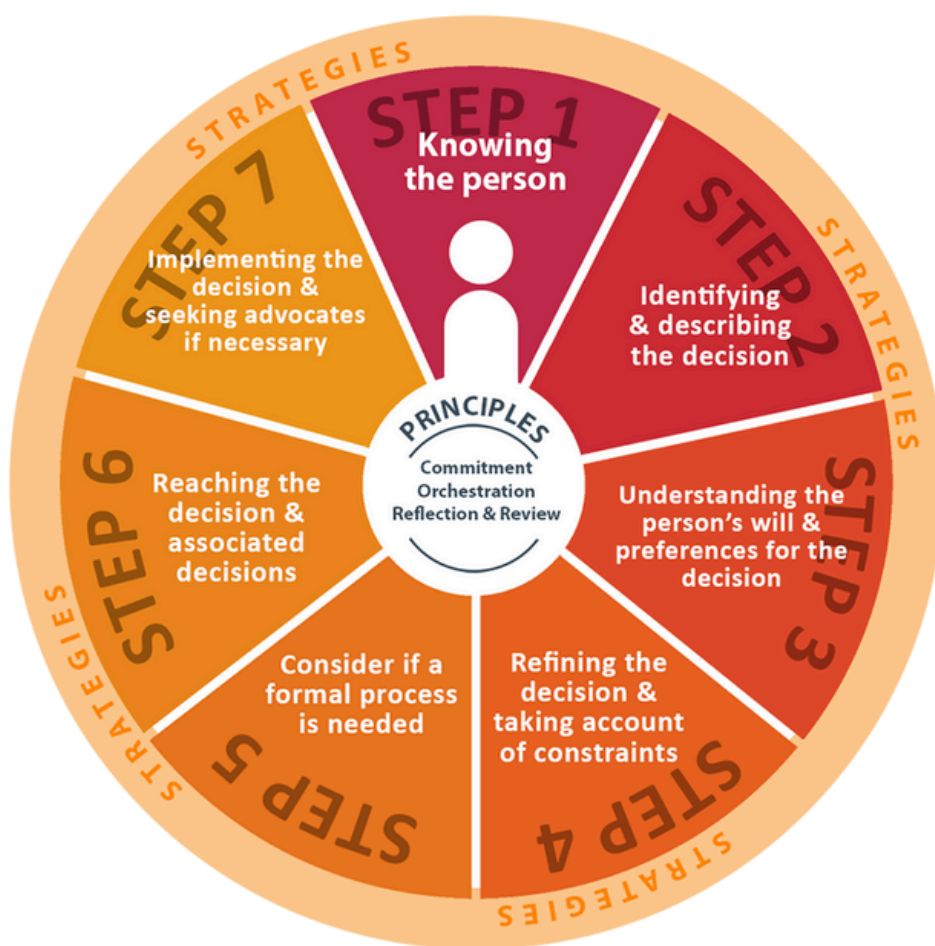 STRATEGIES
STEP 1
Knowing
the person
STRATEGIES
STEP 2
Identifying
& describing
the decision
STEP 3
Understanding the
person's will &
preferences for the
decision
STRATEGIES
STEP 4
Refining the
decision &
taking account
of constraints
STEP 5
Consider if a
formal process
is needed
STRATEGIES
STEP 6
Reaching the
decision &
associated
decisions
STEP 7
Implementing the
decision &
seeking advocates
if necessary
PRINCIPLES
Commitment
Orchestration
Reflection & Review